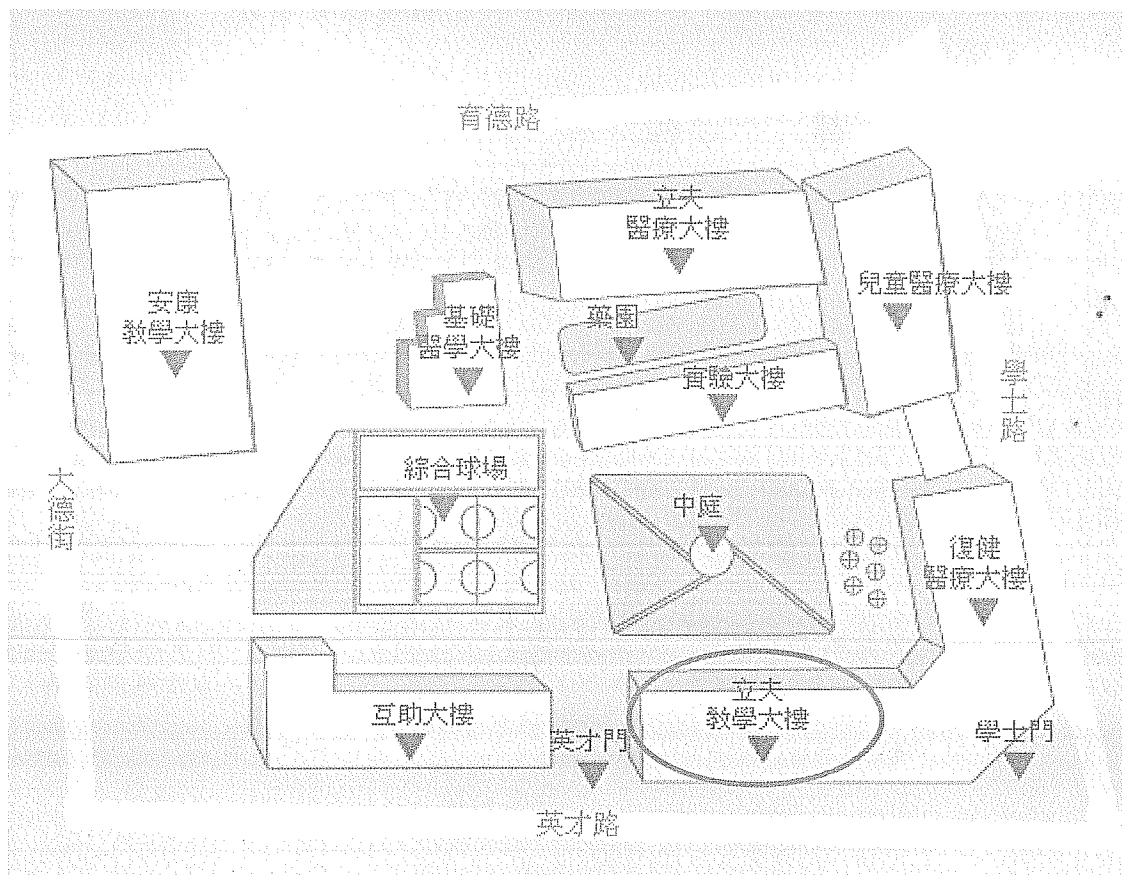 育德路
立夫
醫療大樓
兒童醫療大樓
安康
教學大樓
基礎
醫學大樓
藥園
實驗大樓
學士路
綜合球場
大德街
中庭
復健
醫療大樓
立夫
教學大樓
互助大樓
英才門
學士門
英才路